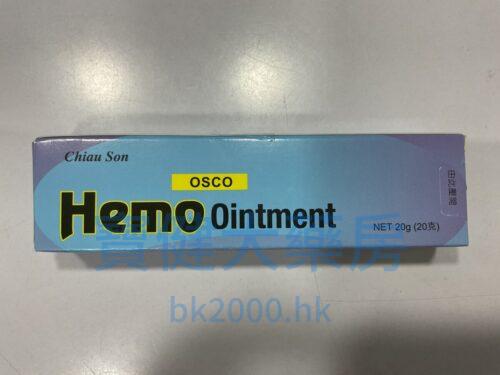 Chiau Son
OSCO
Hemo Ointment
NET 20g (20克)
寶健大藥房
bk2000.hk